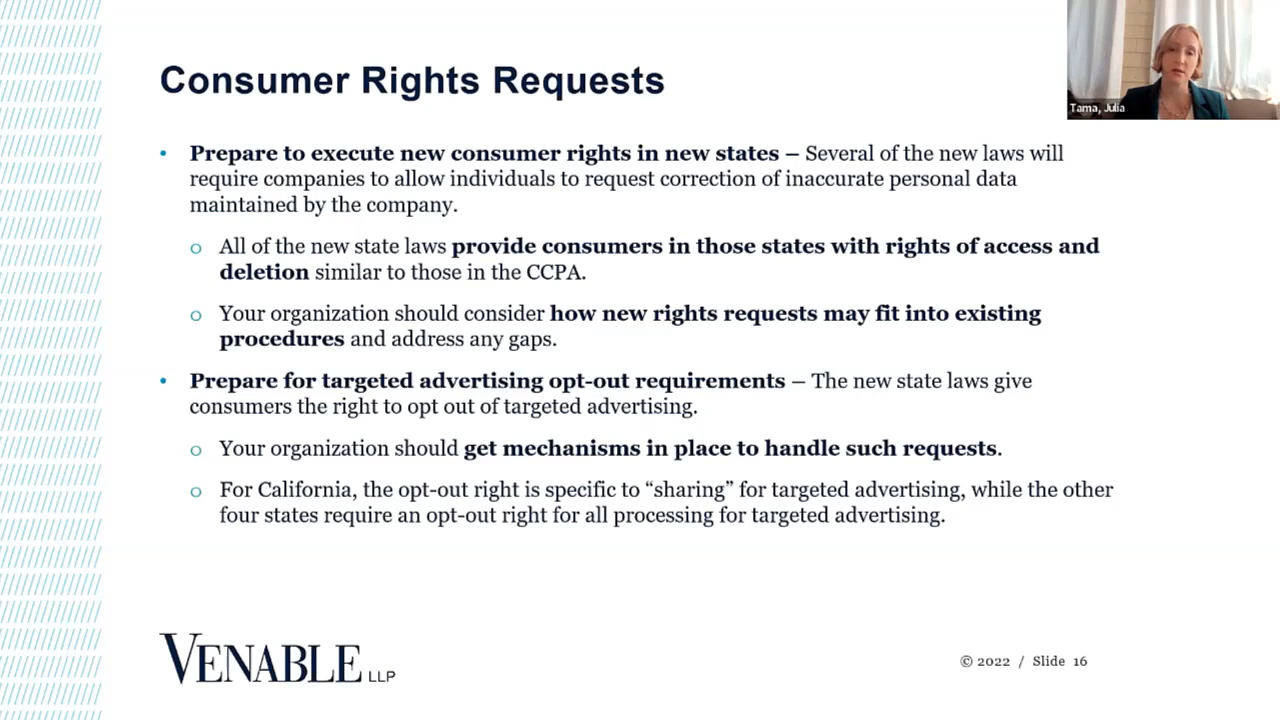 Consumer Rights Requests
Tama, Julia
• Prepare to execute new consumer rights in new states – Several of the new laws will
require companies to allow individuals to request correction of inaccurate personal data
maintained by the company.
o All of the new state laws provide consumers in those states with rights of access and
deletion similar to those in the CCPA.
o Your organization should consider how new rights requests may fit into existing
procedures and address any gaps.
• Prepare for targeted advertising opt-out requirements – The new state laws give
consumers the right to opt out of targeted advertising.
o Your organization should get mechanisms in place to handle such requests.
o For California, the opt-out right is specific to “sharing” for targeted advertising, while the other
four states require an opt-out right for all processing for targeted advertising.
VENABLE LLP
© 2022 / Slide 16